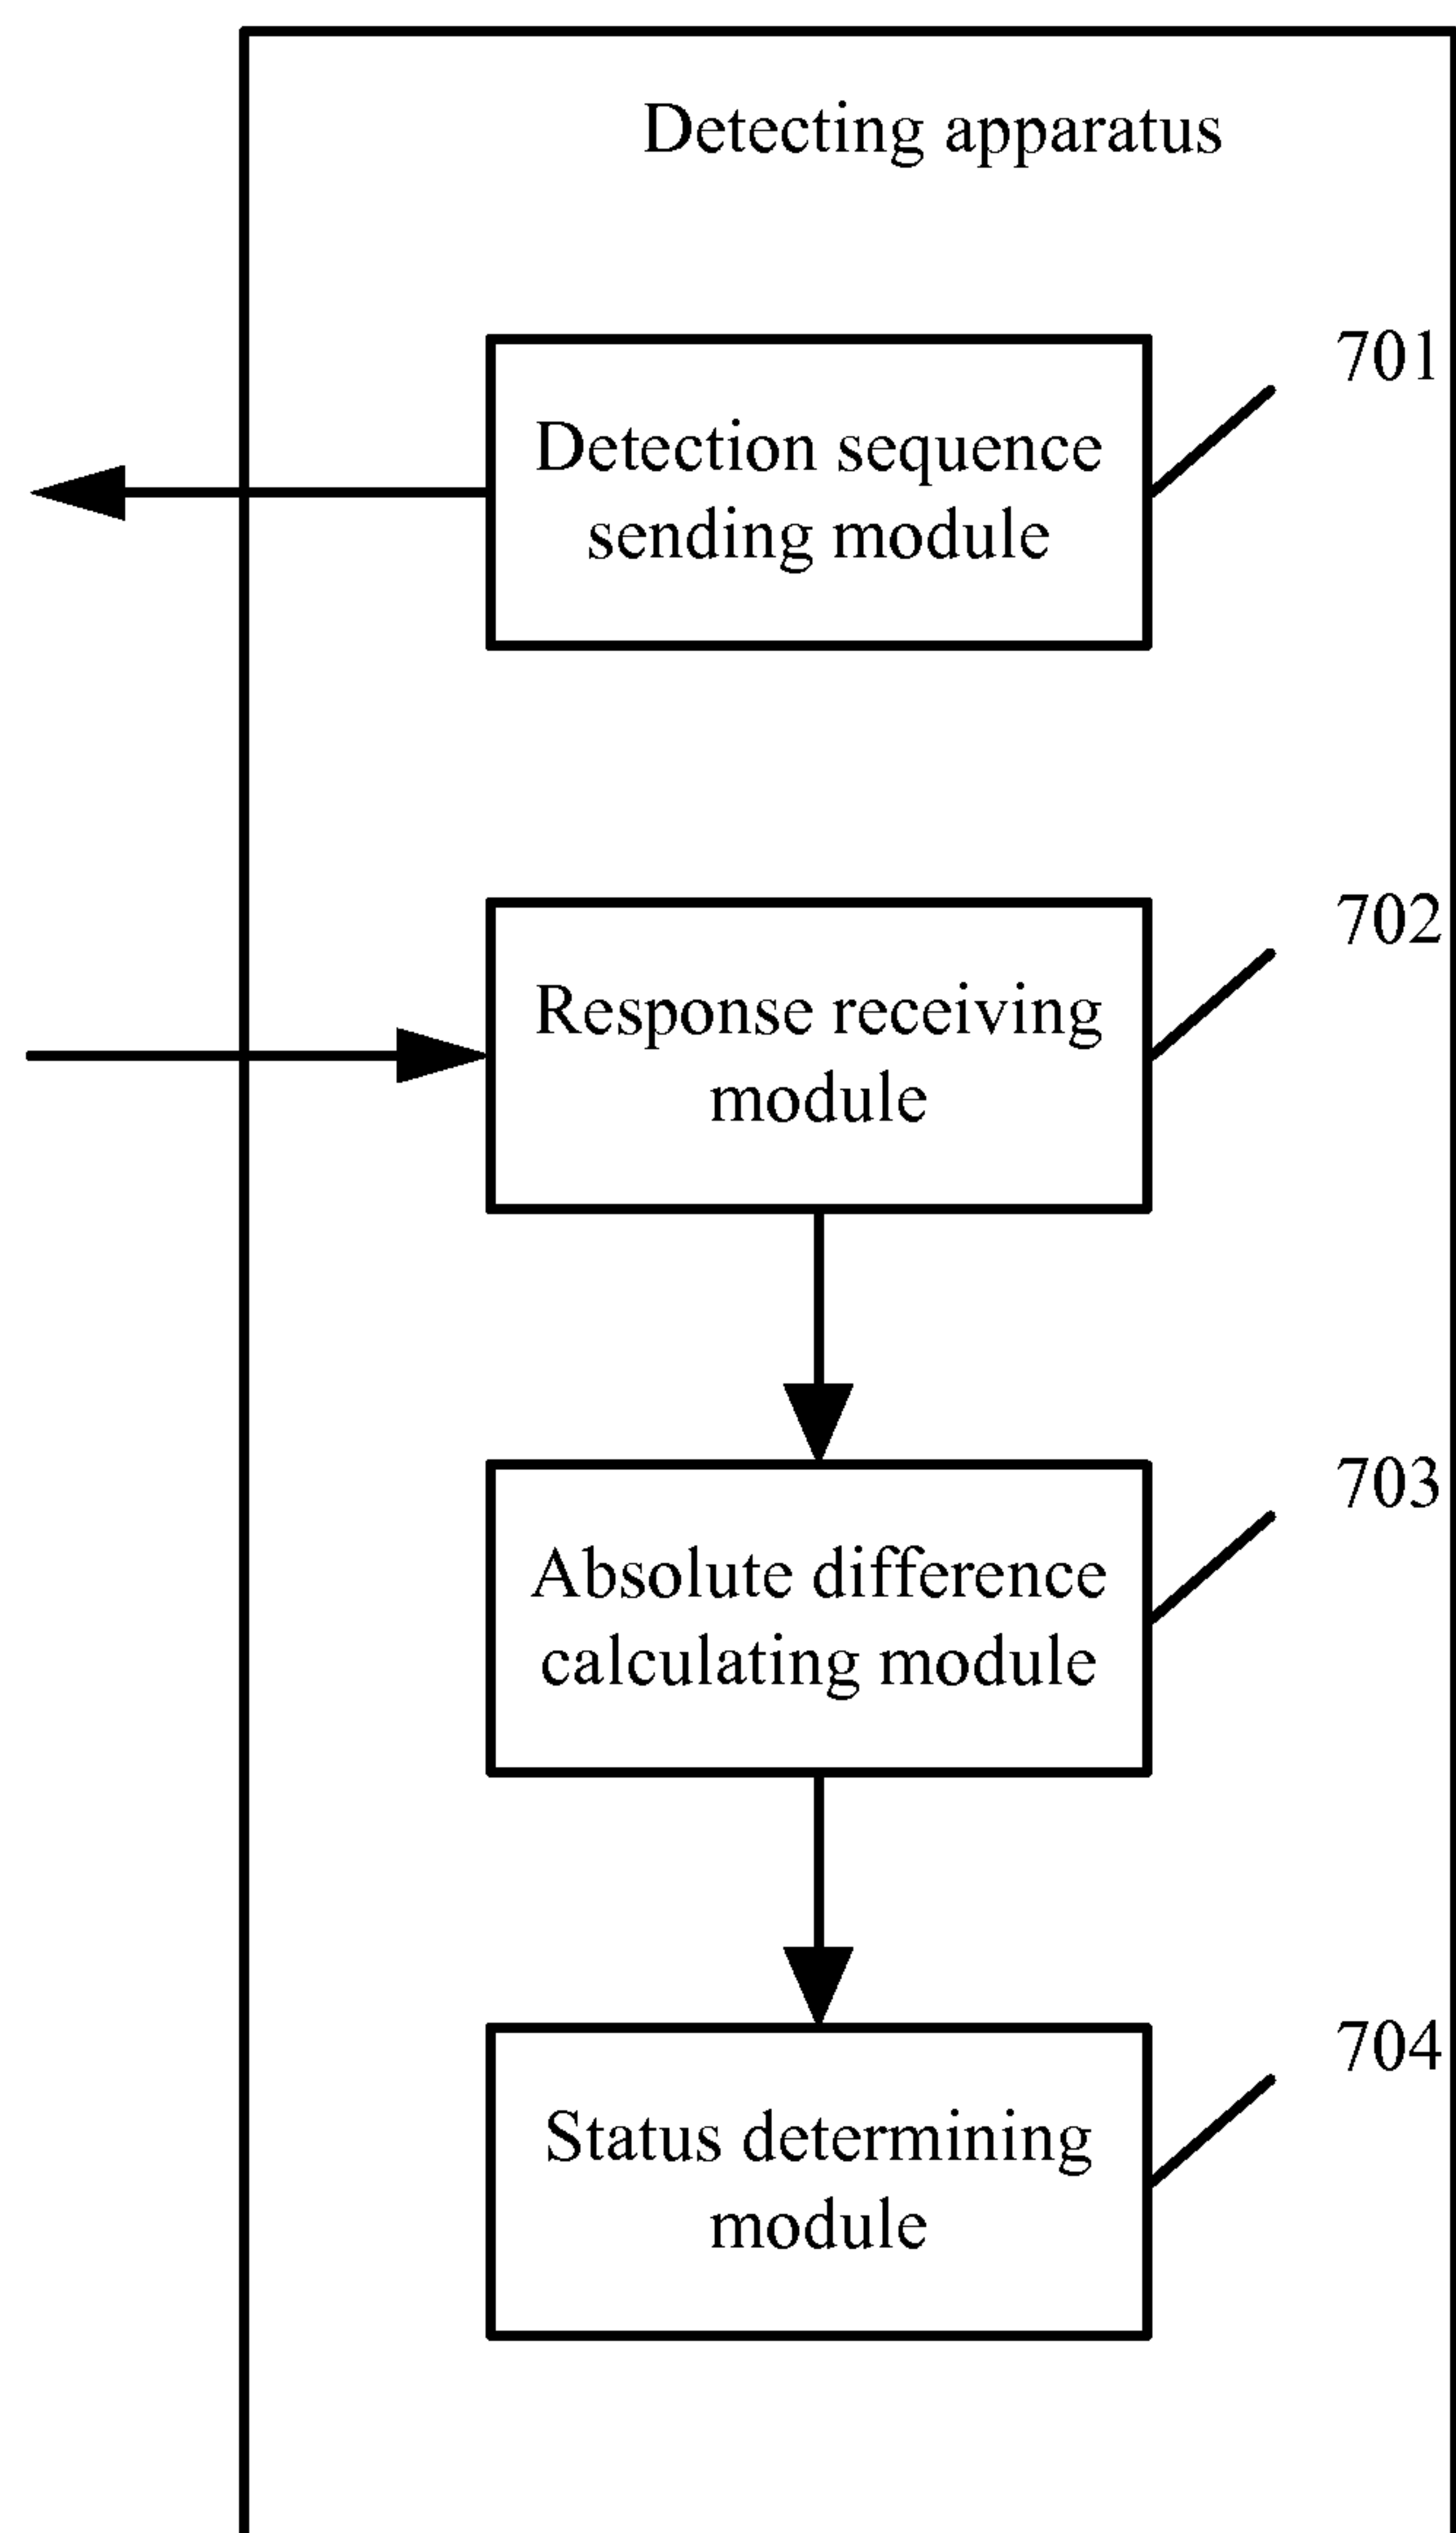 Detecting apparatus
701
Detection sequence
sending module
702
Response receiving
module
703
Absolute difference
calculating module
704
Status determining
module